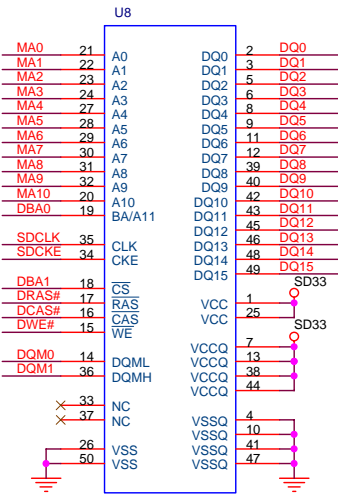 U8
MA0 21 A0 DQ0 2 DQ0
MA1 22 A1 DQ1 3 DQ1
MA2 23 A2 DQ2 5 DQ2
MA3 24 A3 DQ3 6 DQ3
MA4 27 A4 DQ4 8 DQ4
MA5 28 A5 DQ5 9 DQ5
MA6 29 A6 DQ6 11 DQ6
MA7 30 A7 DQ7 12 DQ7
MA8 31 A8 DQ8 39 DQ8
MA9 32 A9 DQ9 40 DQ9
MA10 20 A10 DQ10 42 DQ10
DBA0 19 BA/A11 DQ11 43 DQ11
DQ12 45 DQ12
SDCLK 35 CLK DQ13 46 DQ13
SDCKE 34 CKE DQ14 48 DQ14
DQ15 49 DQ15
DBA1 18 CS SD33
DRAS# 17 RAS VCC 1
DCAS# 16 CAS VCC 25
DWE# 15 WE SD33
VCCQ 7
DQM0 14 DQML VCCQ 13
DQM1 36 DQMH VCCQ 38
VCCQ 44
33 NC
37 NC VSSQ 4
VSSQ 10
26 VSS VSSQ 41
50 VSS VSSQ 47